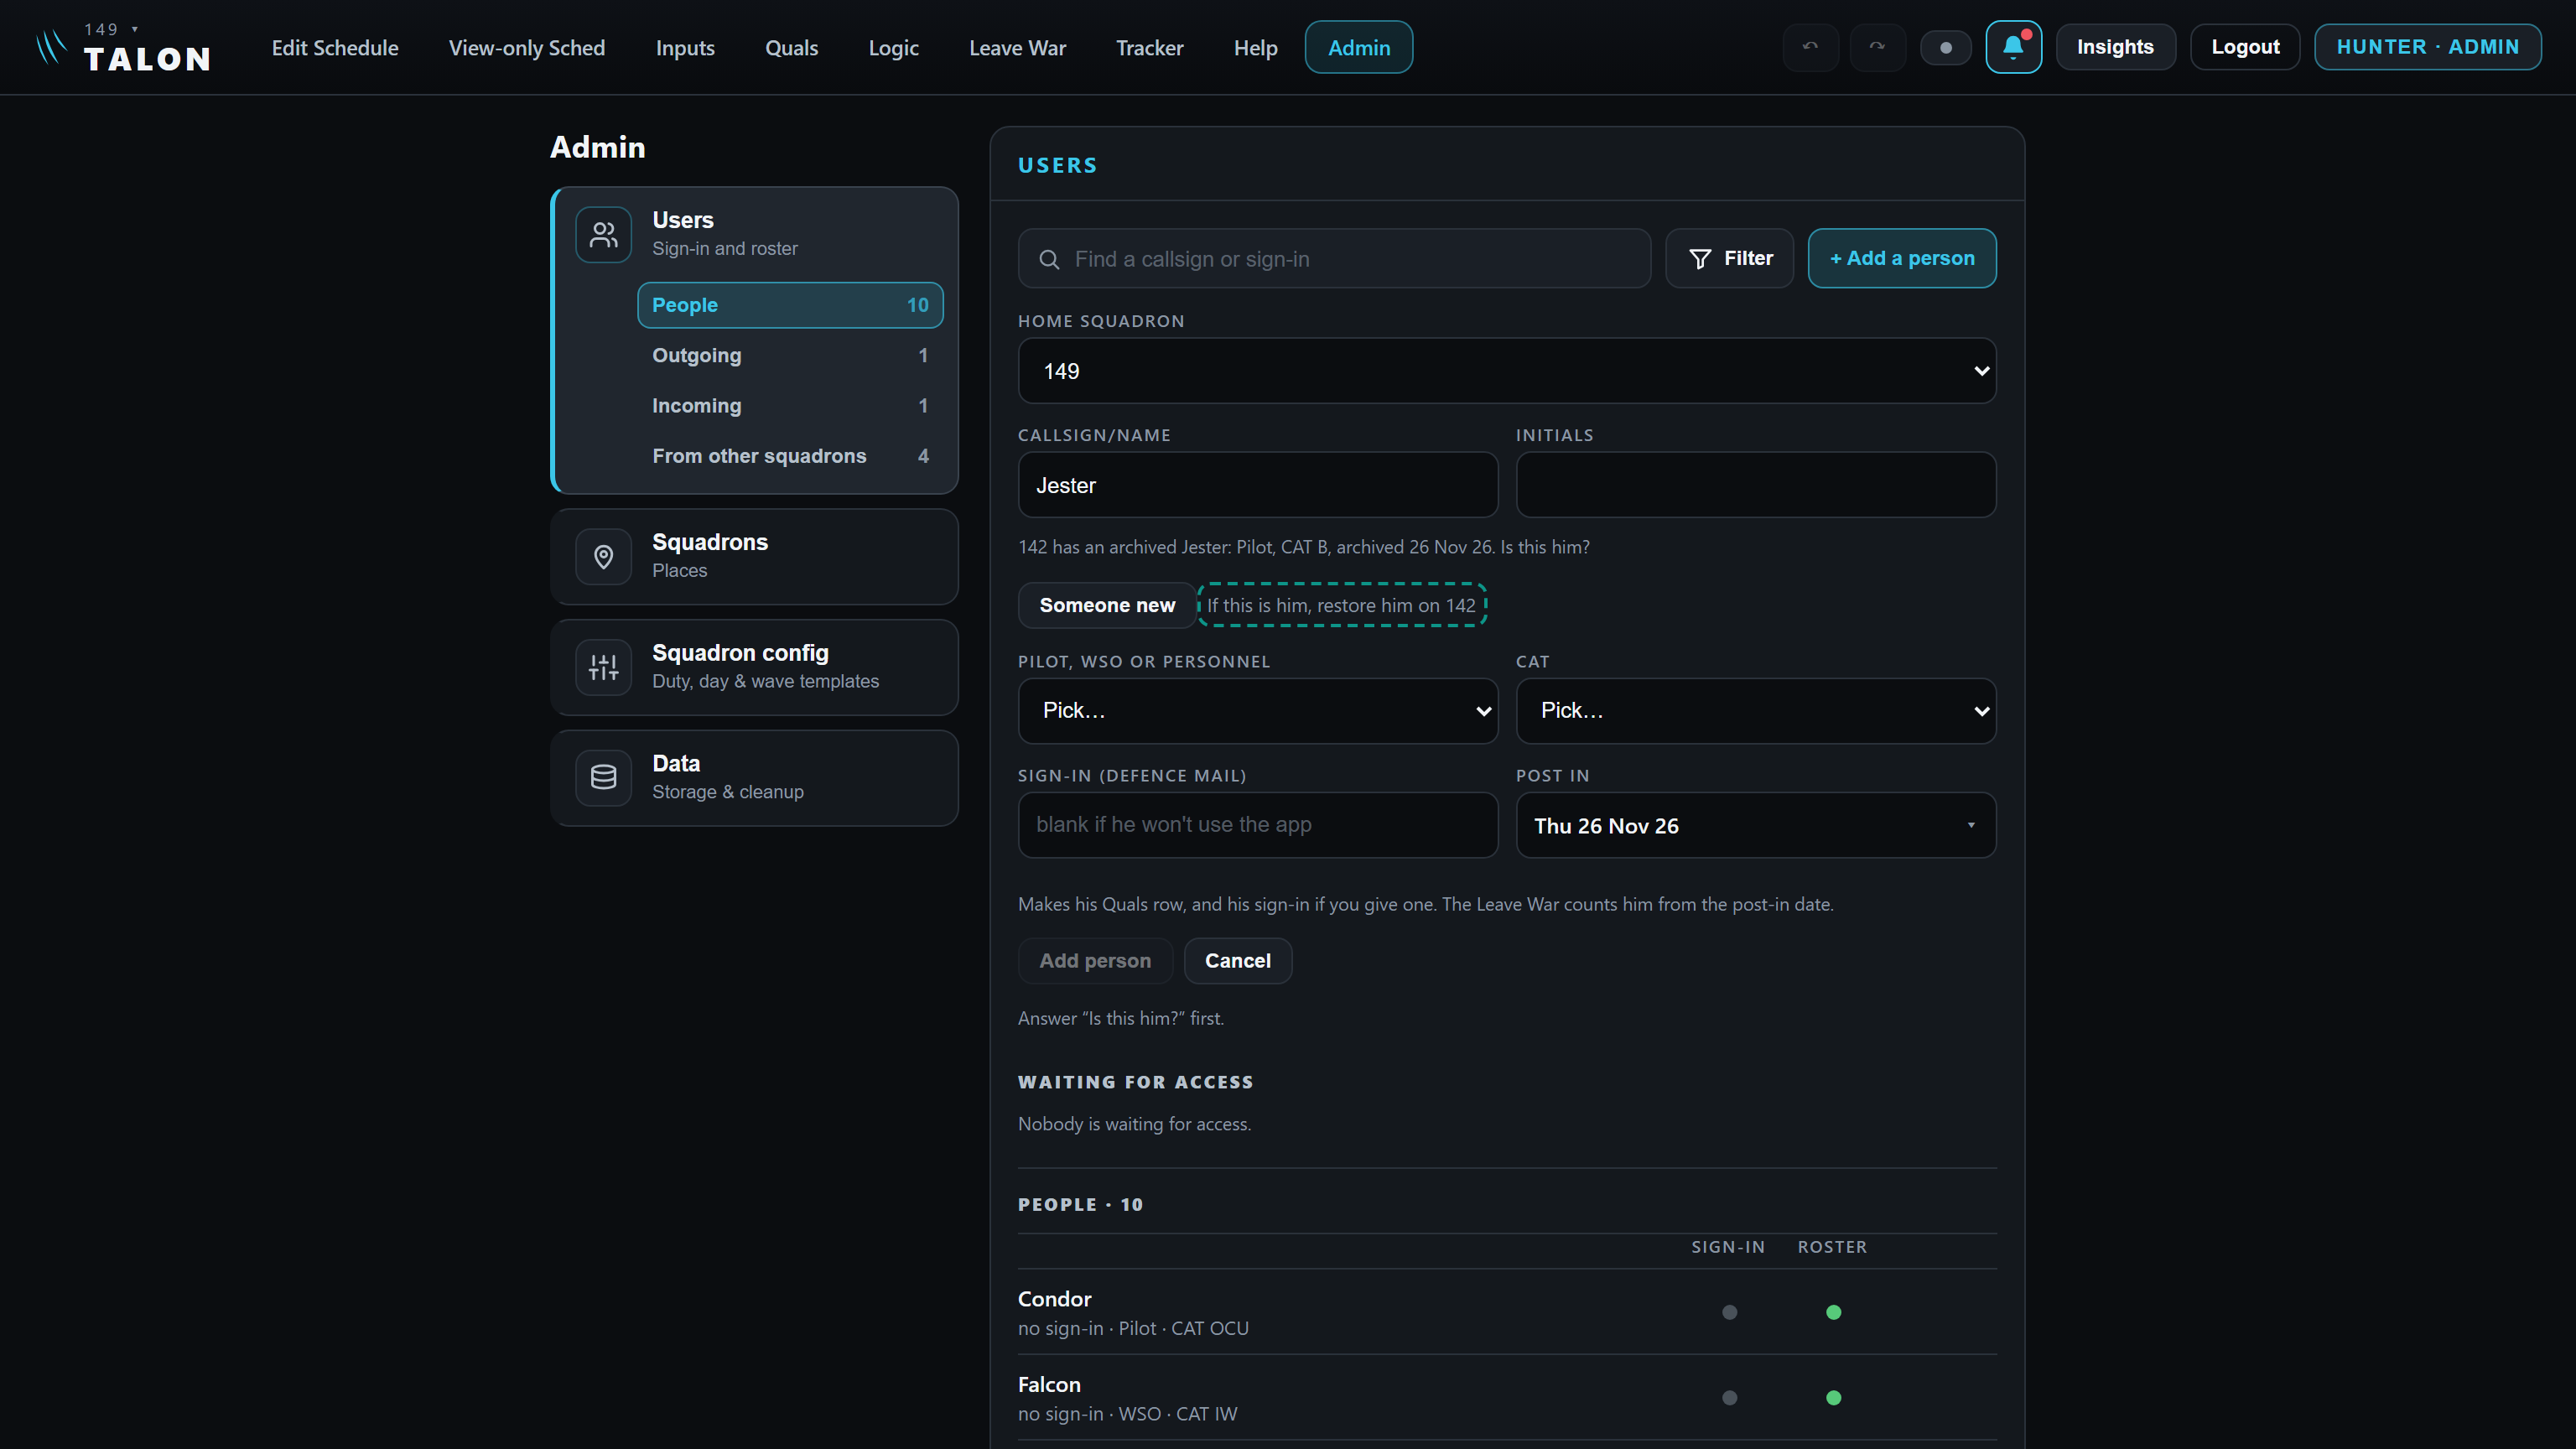 149 ▾
TALON
Edit Schedule
View-only Sched
Inputs
Quals
Logic
Leave War
Tracker
Help
Admin
Insights
Logout
HUNTER · ADMIN
Admin
Users
Sign-in and roster
People 10
Outgoing 1
Incoming 1
From other squadrons 4
Squadrons
Places
Squadron config
Duty, day & wave templates
Data
Storage & cleanup
USERS
Find a callsign or sign-in
Filter
+ Add a person
HOME SQUADRON
149
CALLSIGN/NAME
INITIALS
Jester
142 has an archived Jester: Pilot, CAT B, archived 26 Nov 26. Is this him?
Someone new
If this is him, restore him on 142
PILOT, WSO OR PERSONNEL
CAT
Pick…
Pick…
SIGN-IN (DEFENCE MAIL)
POST IN
blank if he won't use the app
Thu 26 Nov 26
Makes his Quals row, and his sign-in if you give one. The Leave War counts him from the post-in date.
Add person
Cancel
Answer “Is this him?” first.
WAITING FOR ACCESS
Nobody is waiting for access.
PEOPLE · 10
SIGN-IN ROSTER
Condor
no sign-in · Pilot · CAT OCU
Falcon
no sign-in · WSO · CAT IW